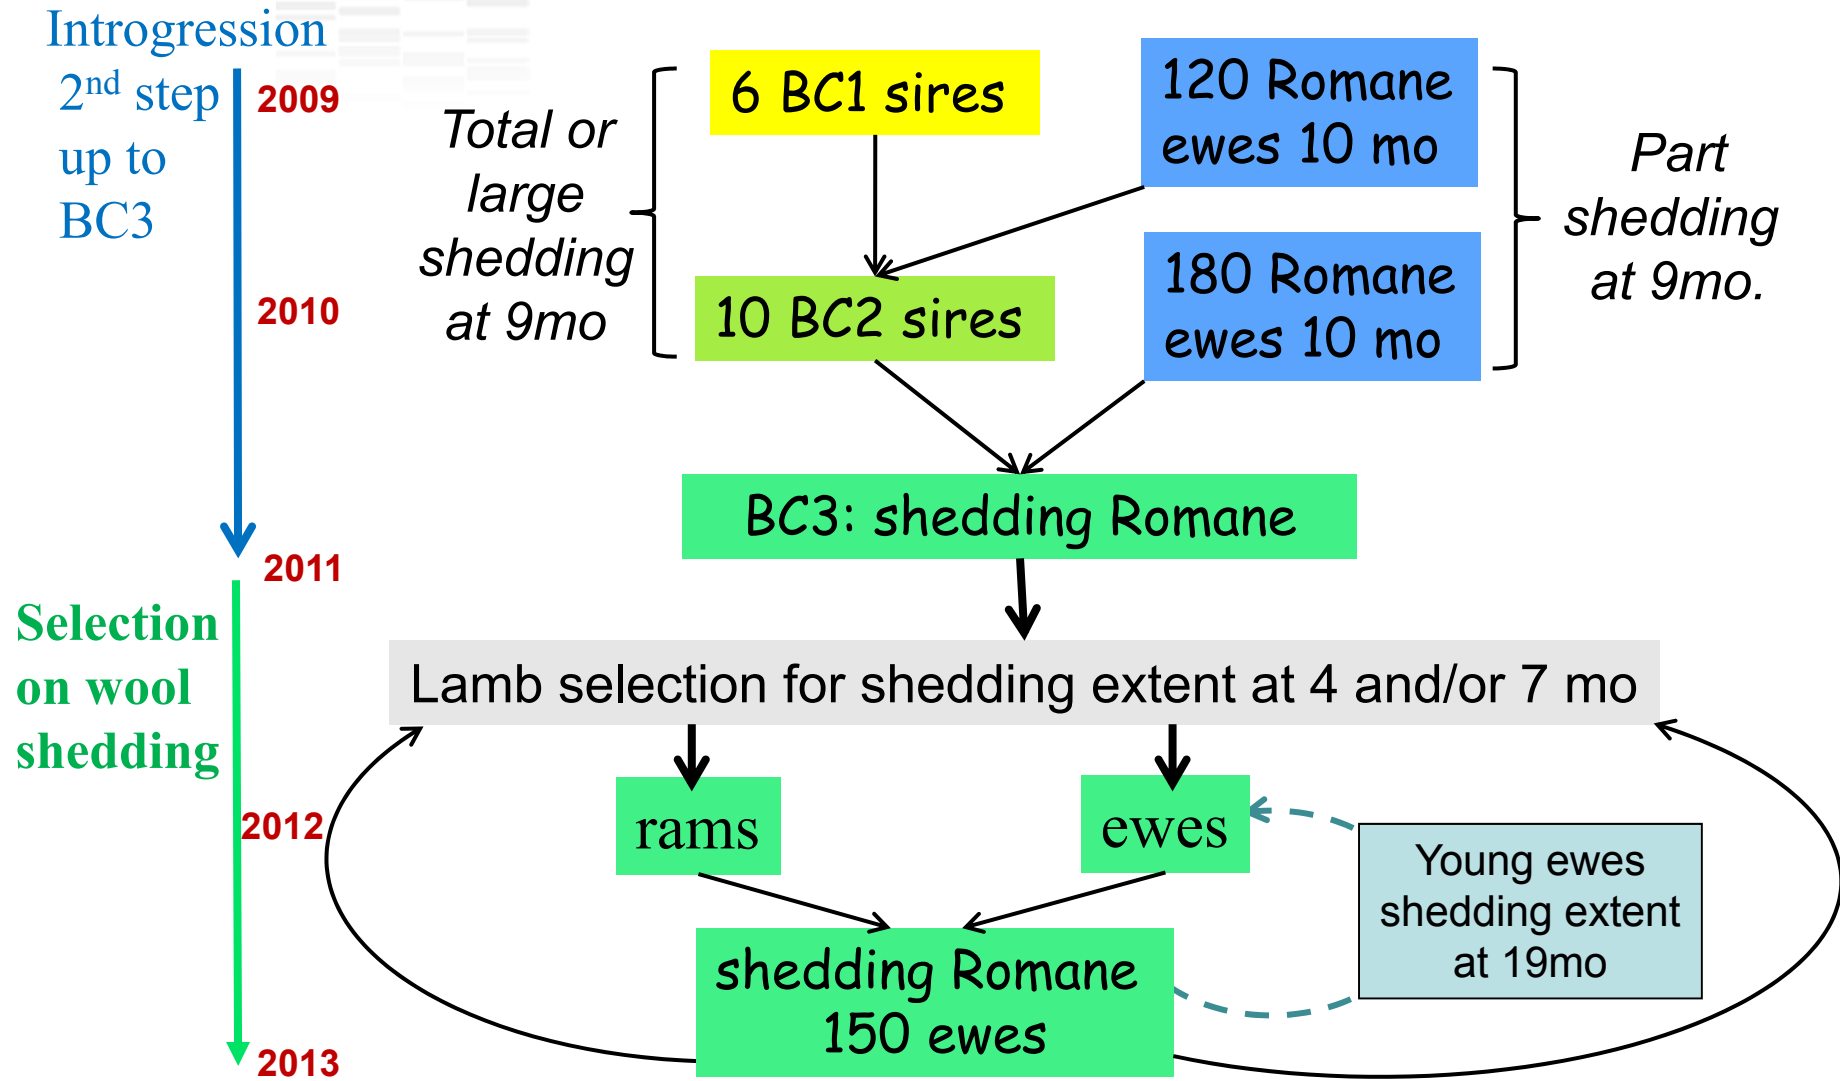 Introgression
2nd step
up to
BC3
2009
2010
2011
Selection
on wool
shedding
2012
2013
Total or
large
shedding
at 9mo
6 BC1 sires
120 Romane
ewes 10 mo
Part
shedding
at 9mo.
10 BC2 sires
180 Romane
ewes 10 mo
BC3: shedding Romane
Lamb selection for shedding extent at 4 and/or 7 mo
rams
ewes
Young ewes
shedding extent
at 19mo
shedding Romane
150 ewes